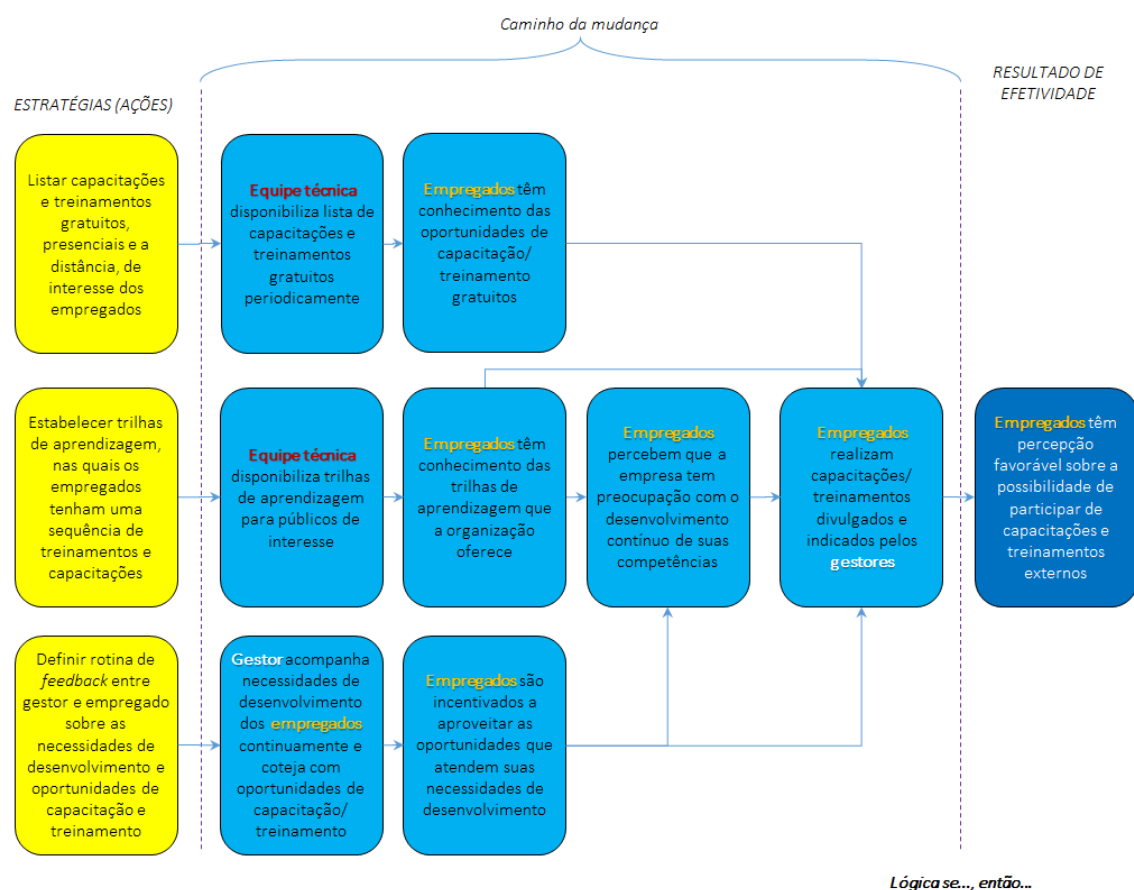 Caminho da mudança
ESTRATÉGIAS (AÇÕES)
RESULTADO DE
EFETIVIDADE
Listar capacitações
e treinamentos
gratuitos,
presenciais e a
distância, de
interesse dos
empregados
Equipe técnica
disponibiliza lista de
capacitações e
treinamentos
gratuitos
periodicamente
Empregados têm
conhecimento das
oportunidades de
capacitação/
treinamento
gratuitos
Estabelecer trilhas
de aprendizagem,
nas quais os
empregados
tenham uma
sequência de
treinamentos e
capacitações
Equipe técnica
disponibiliza trilhas
de aprendizagem
para públicos de
interesse
Empregados têm
conhecimento das
trilhas de
aprendizagem que
a organização
oferece
Empregados
percebem que a
empresa tem
preocupação com o
desenvolvimento
contínuo de suas
competências
Empregados
realizam
capacitações/
treinamentos
divulgados e
indicados pelos
gestores
Empregados têm
percepção
favorável sobre a
possibilidade de
participar de
capacitações e
treinamentos
externos
Definir rotina de
feedback entre
gestor e empregado
sobre as
necessidades de
desenvolvimento e
oportunidades de
capacitação e
treinamento
Gestor acompanha
necessidades de
desenvolvimento
dos empregados
continuamente e
coteja com
oportunidades de
capacitação/
treinamento
Empregados são
incentivados a
aproveitar as
oportunidades que
atendem suas
necessidades de
desenvolvimento
Lógica se..., então...